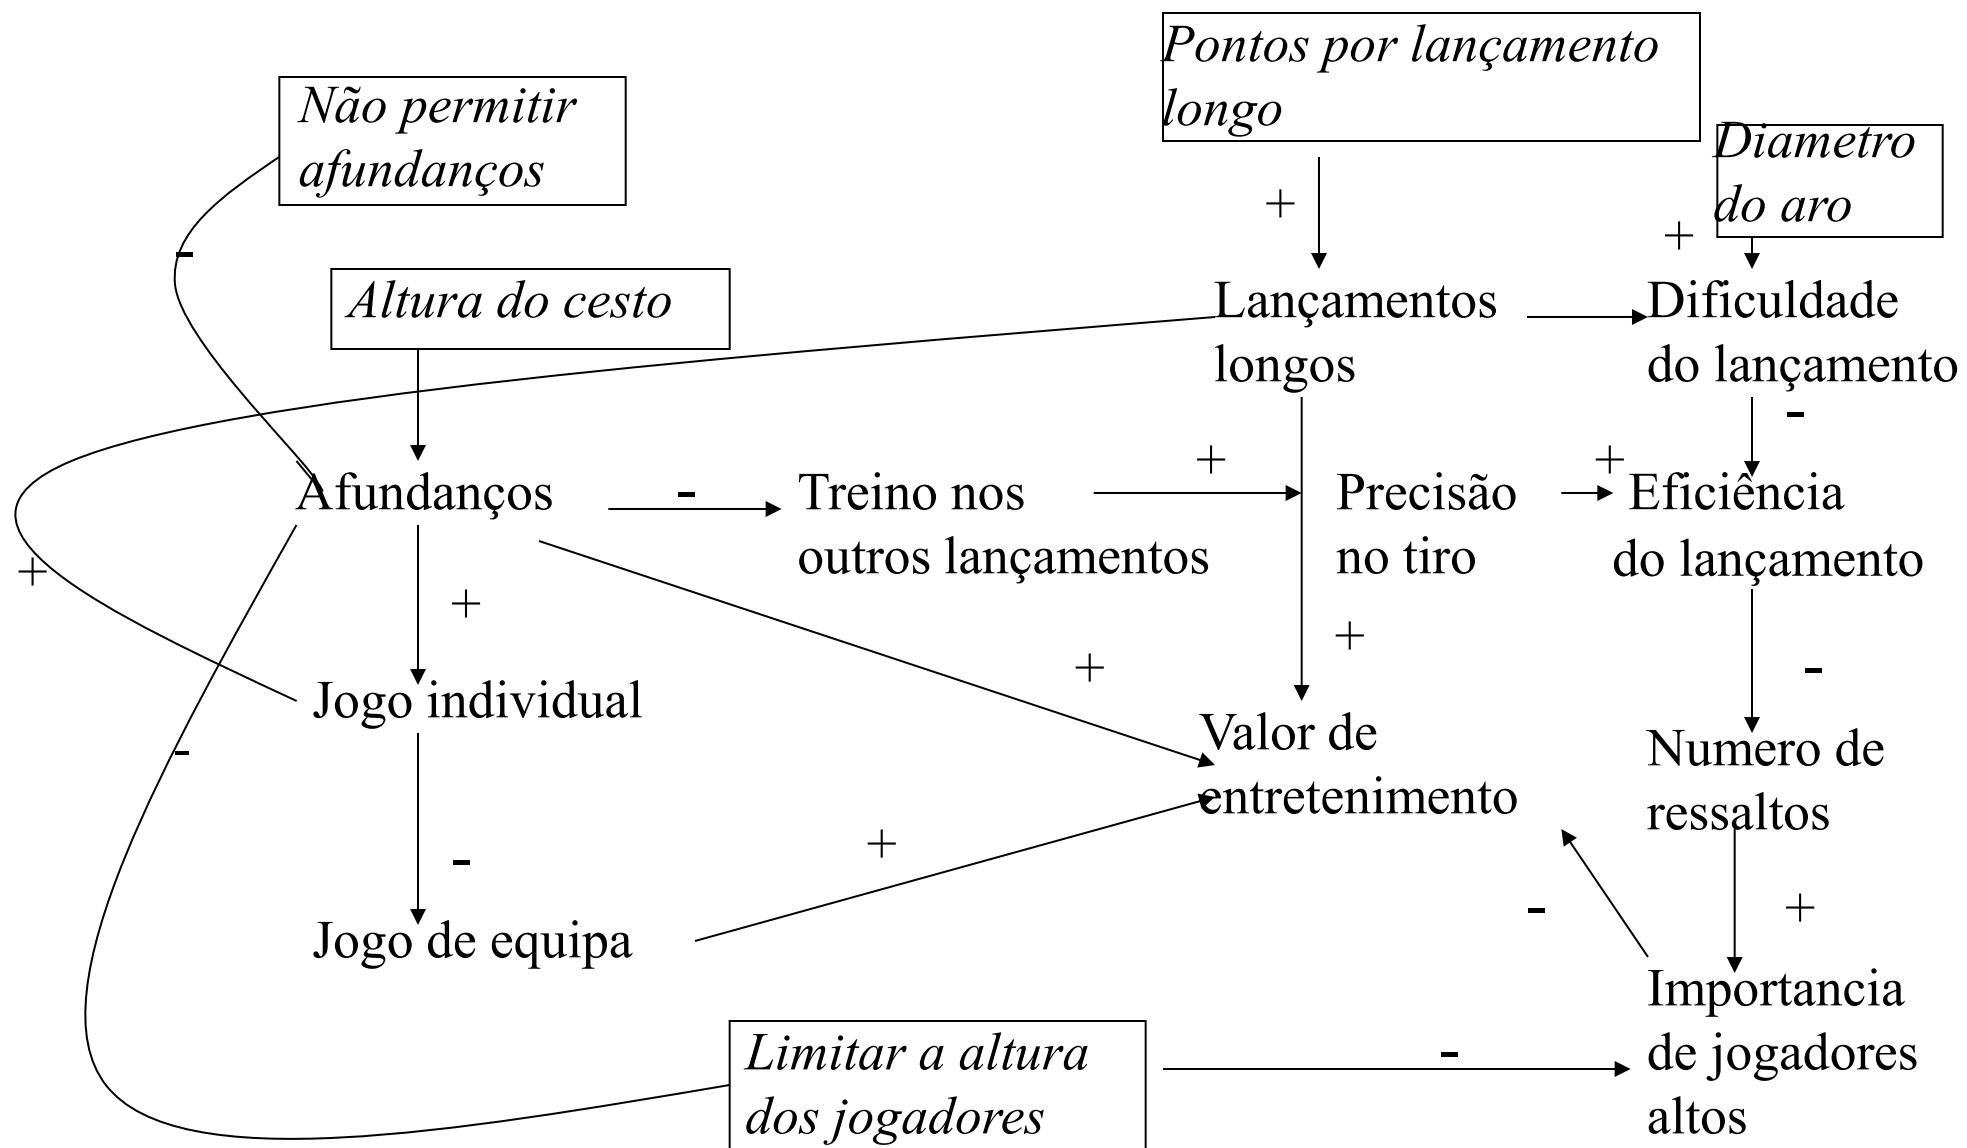 Pontos por lançamento
longo
Não permitir
afundanços
Diametro
do aro
+
+
-
Altura do cesto
Lançamentos
longos
Dificuldade
do lançamento
-
+
+
Afundanços
-
Treino nos
outros lançamentos
Precisão
no tiro
Eficiência
do lançamento
+
+
+
+
-
Jogo individual
-
Valor de
entretenimento
Numero de
ressaltos
+
-
-
+
Jogo de equipa
Importancia
de jogadores
altos
-
Limitar a altura
dos jogadores